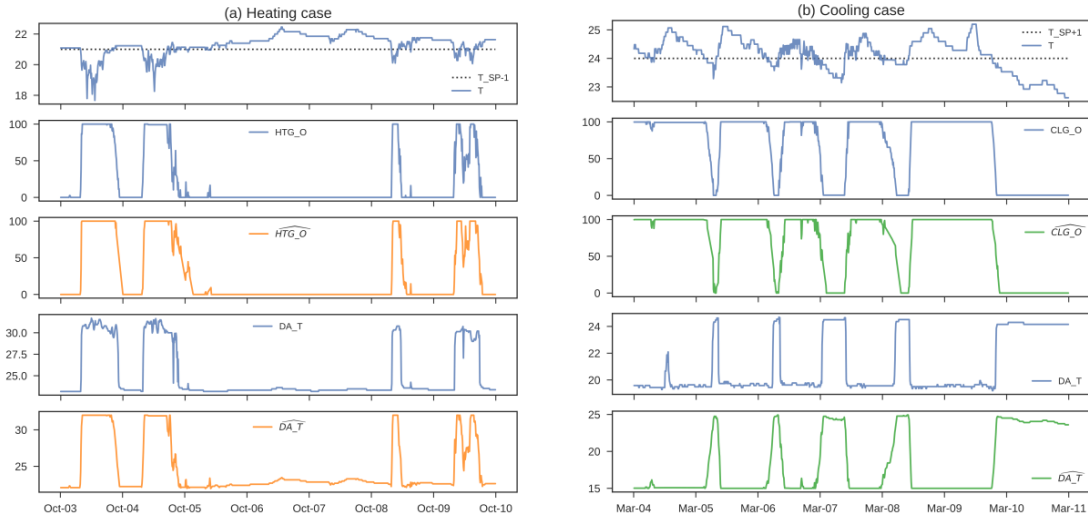 (a) Heating case
22
20
18
T_SP-1
T
100
50
0
HTG_O
100
50
0
HTG_O
30.0
27.5
25.0
DA_T
30
25
DA_T
Oct-03 Oct-04 Oct-05 Oct-06 Oct-07 Oct-08 Oct-09 Oct-10
(b) Cooling case
25
24
23
T_SP+1
T
100
50
0
CLG_O
100
50
0
CLG_O
24
22
20
DA_T
25
20
15
DA_T
Mar-04 Mar-05 Mar-06 Mar-07 Mar-08 Mar-09 Mar-10 Mar-11